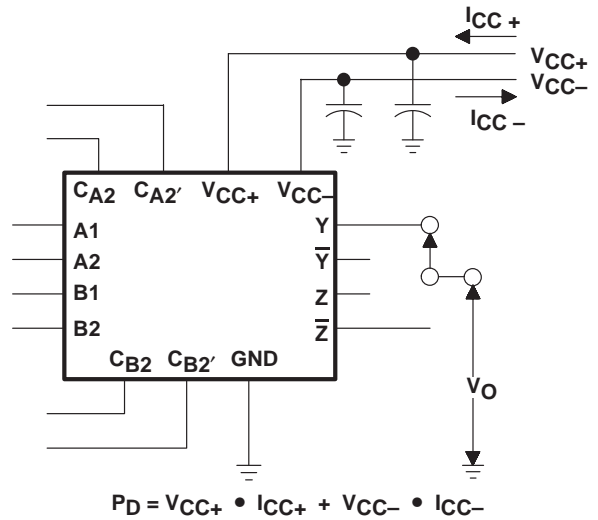 ICC +
VCC+
VCC–
ICC –
CA2 CA2′ VCC+ VCC–
A1 Y
A2 Y̅
B1 Z
B2 Z̅
CB2 CB2′ GND
VO
PD = VCC+ • ICC+ + VCC– • ICC–